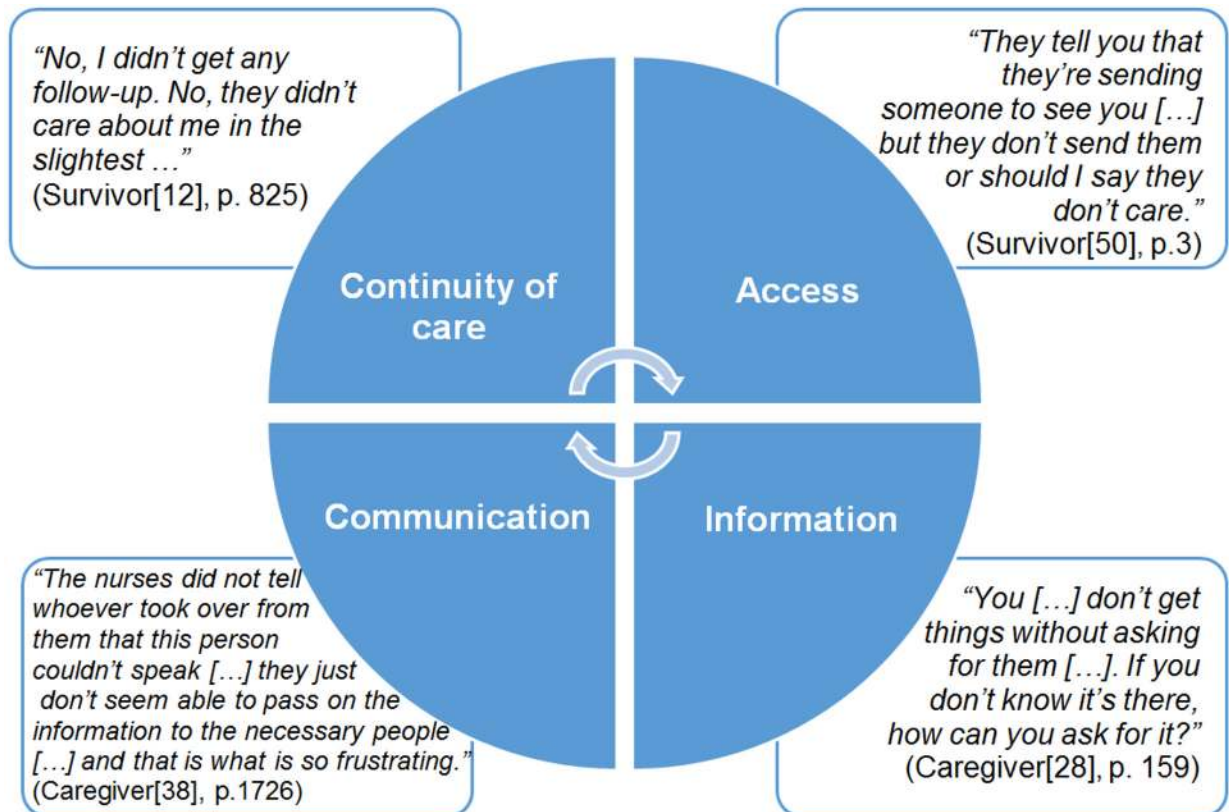 “No, I didn’t get any
follow-up. No, they didn’t
care about me in the
slightest …”
(Survivor[12], p. 825)
“They tell you that
they’re sending
someone to see you […]
but they don’t send them
or should I say they
don’t care.”
(Survivor[50], p.3)
Continuity of
care
Access
Communication
Information
“The nurses did not tell
whoever took over from
them that this person
couldn’t speak […] they just
don’t seem able to pass on the
information to the necessary people
[…] and that is what is so frustrating.”
(Caregiver[38], p.1726)
“You […] don’t get
things without asking
for them […]. If you
don’t know it’s there,
how can you ask for it?”
(Caregiver[28], p. 159)